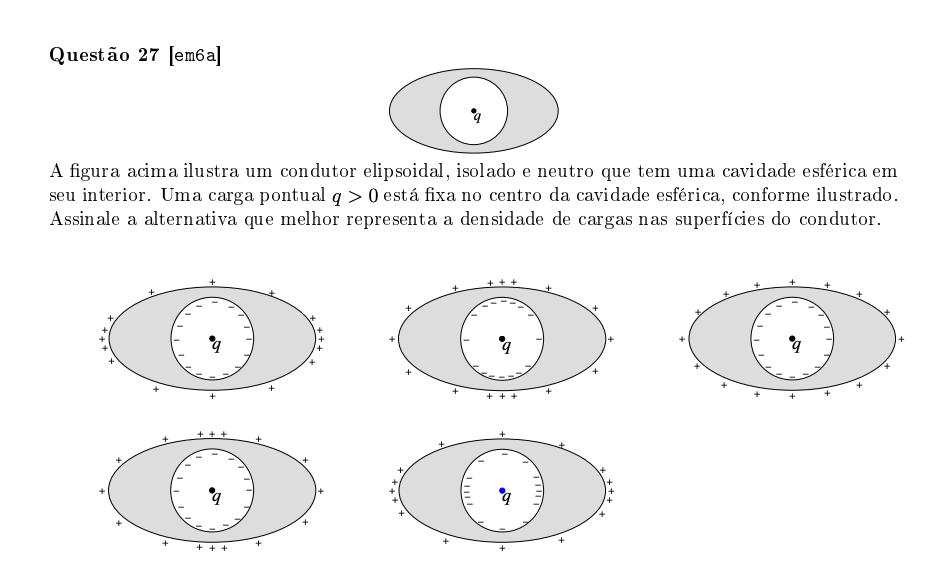 Questão 27 [em6a]
q
A figura acima ilustra um condutor elipsoidal, isolado e neutro que tem uma cavidade esférica em
seu interior. Uma carga pontual q > 0 está fixa no centro da cavidade esférica, conforme ilustrado.
Assinale a alternativa que melhor representa a densidade de cargas nas superfícies do condutor.
q q q
q q